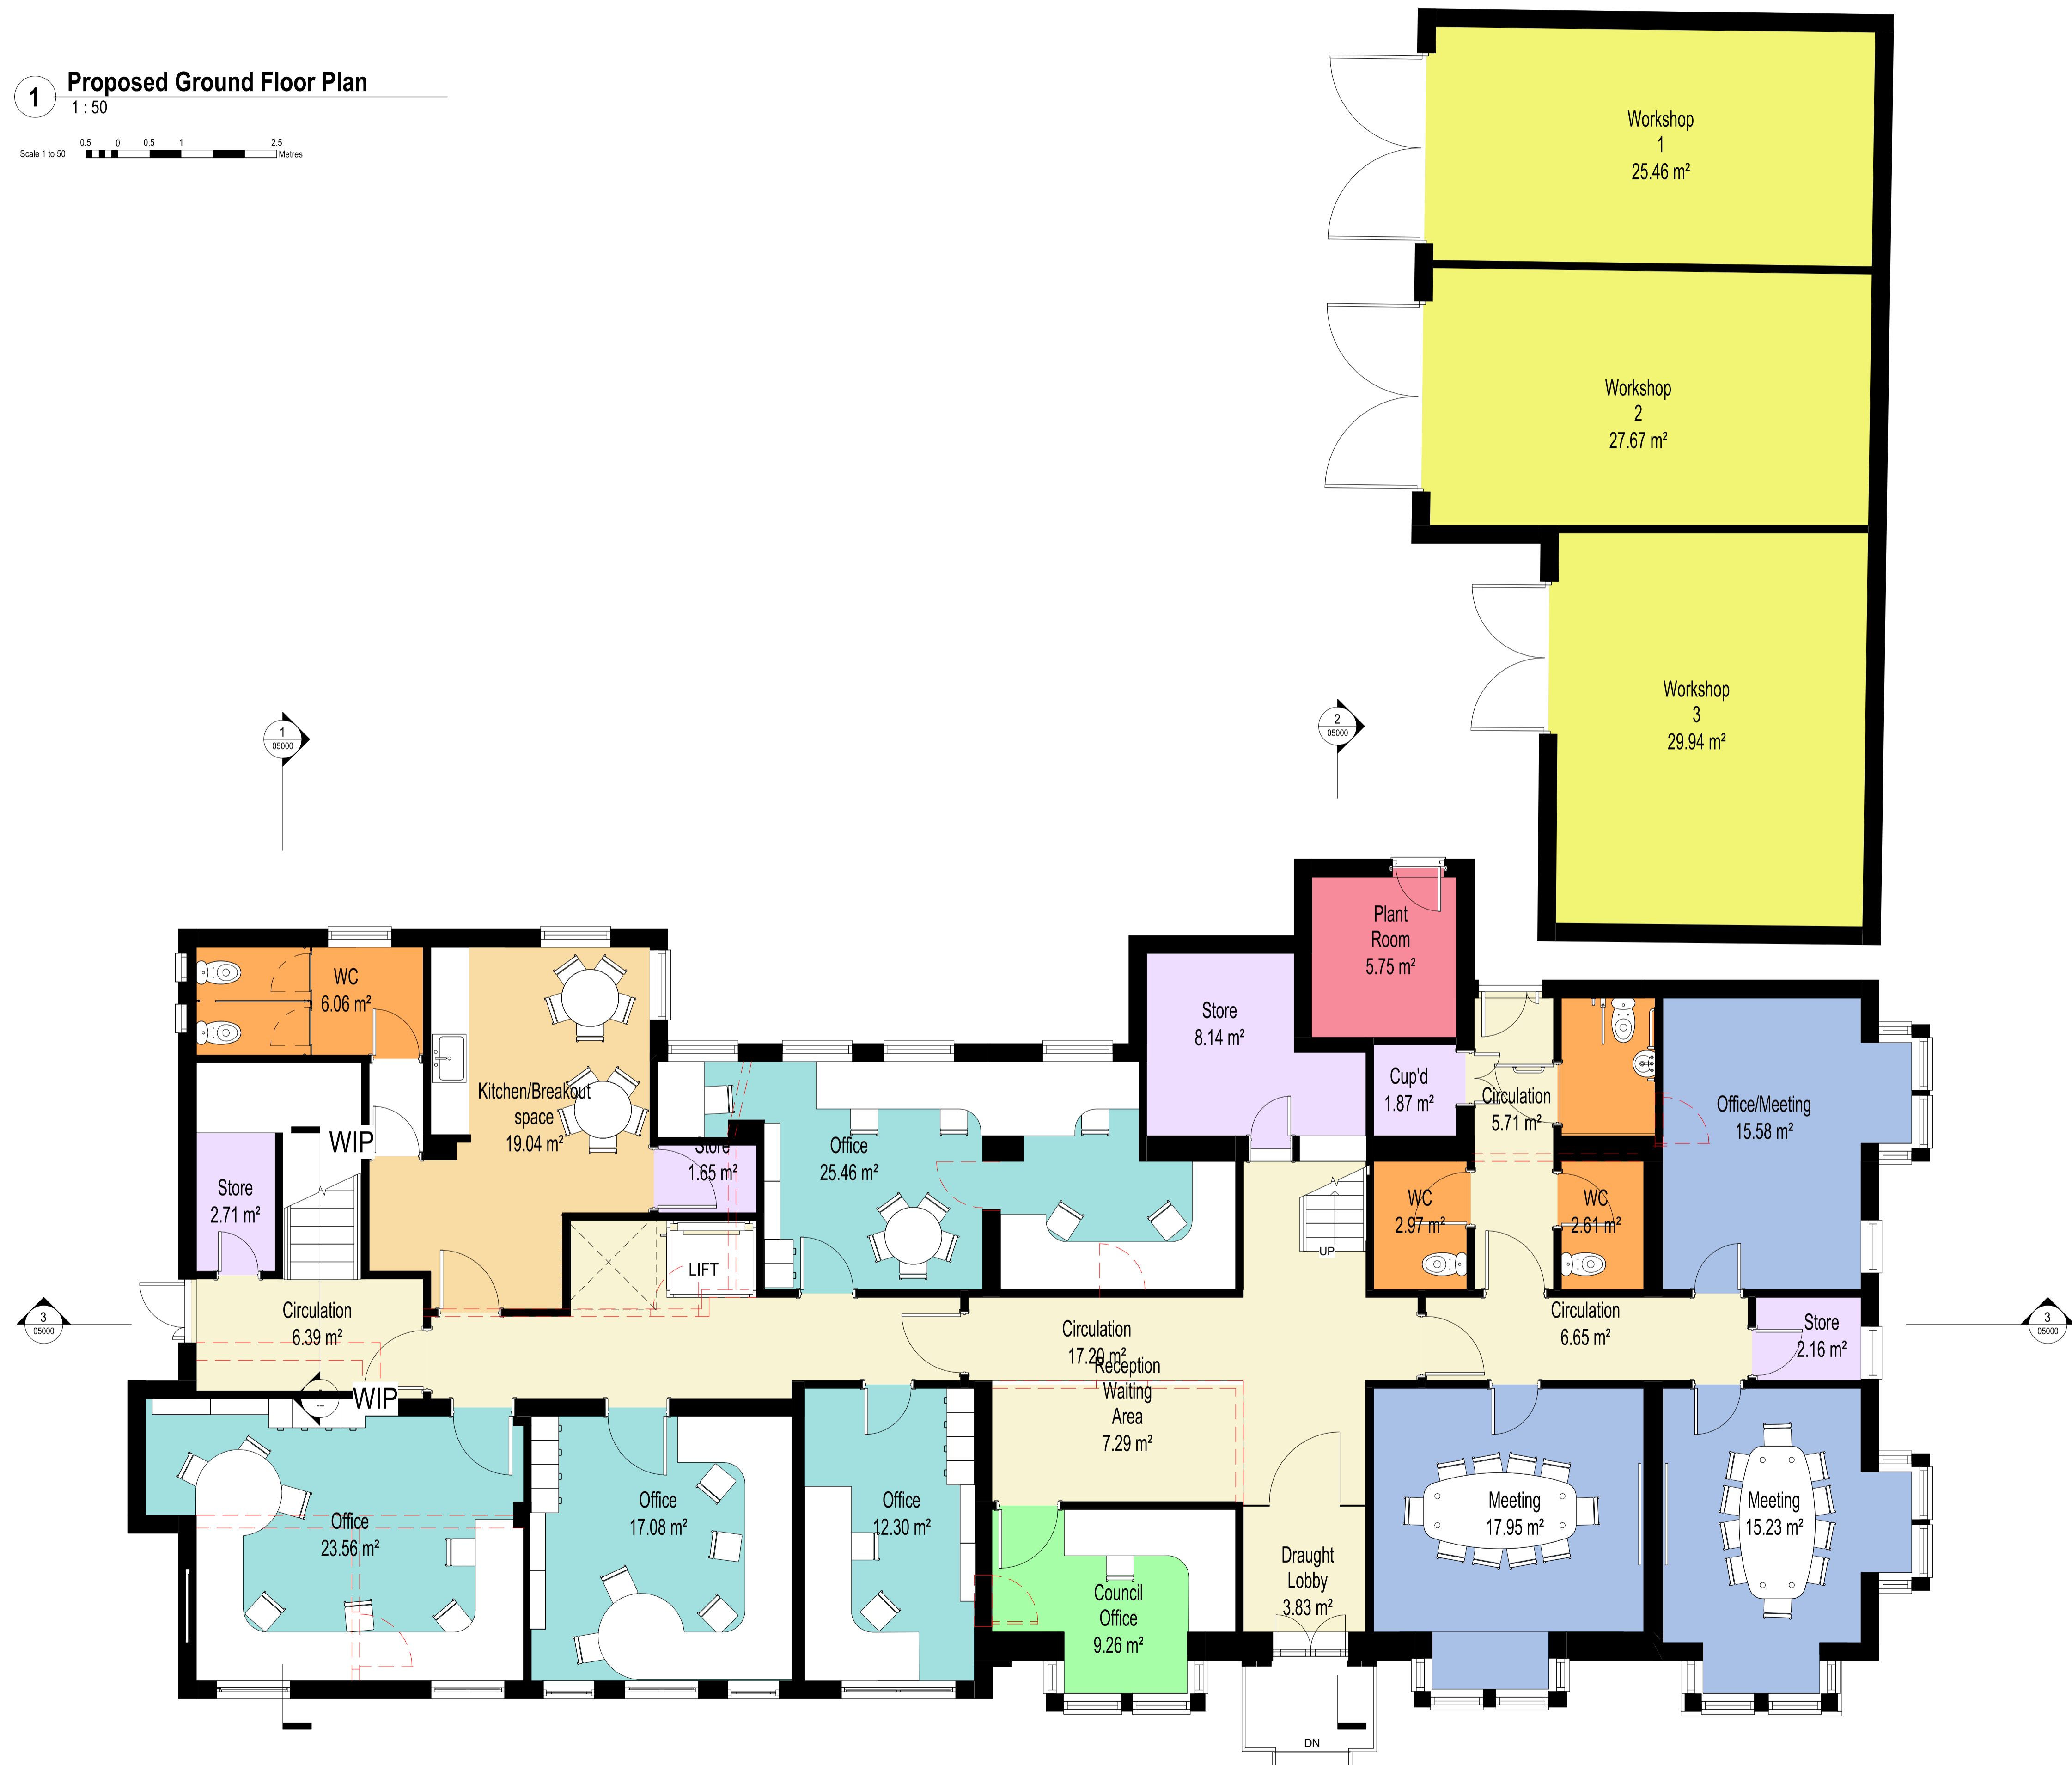 1
Proposed Ground Floor Plan
1 : 50
Scale 1 to 50
0.5 0 0.5 1 2.5
Metres
Workshop
1
25.46 m²
Workshop
2
27.67 m²
Workshop
3
29.94 m²
1
05000
2
05000
Plant
Room
5.75 m²
WC
6.06 m²
Store
8.14 m²
Kitchen/Breakout
space
19.04 m²
Cup'd
1.87 m²
Circulation
5.71 m²
Office/Meeting
15.58 m²
WIP
Store
1.65 m²
Office
25.46 m²
Store
2.71 m²
WC
2.97 m²
WC
2.61 m²
UP
LIFT
3
05000
Circulation
6.39 m²
Circulation
17.20 m²
Circulation
6.65 m²
Store
2.16 m²
3
05000
WIP
Reception
Waiting
Area
7.29 m²
Office
23.56 m²
Office
17.08 m²
Office
12.30 m²
Meeting
17.95 m²
Meeting
15.23 m²
Draught
Lobby
3.83 m²
Council
Office
9.26 m²
DN